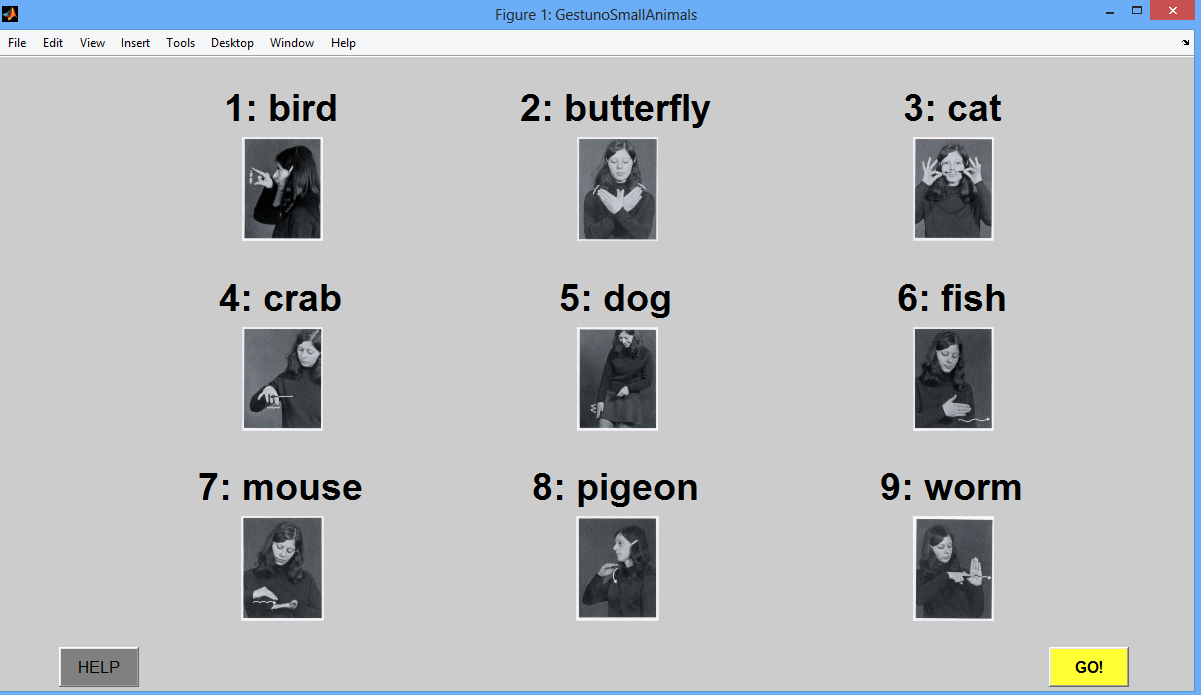 Figure 1: GestunoSmallAnimals
File Edit View Insert Tools Desktop Window Help
1: bird
2: butterfly
3: cat
4: crab
5: dog
6: fish
7: mouse
8: pigeon
9: worm
HELP
GO!